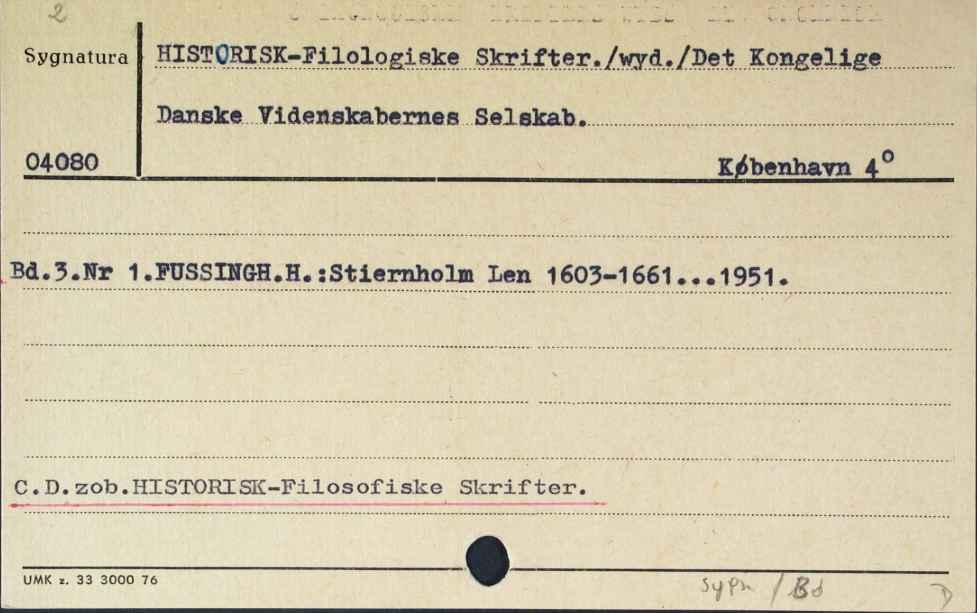 2
Sygnatura
HISTORISK-Filologiske Skrifter./wyd./Det Kongelige
Danske Videnskabernes Selskab.
04080
København 4°
Bd.3.Nr 1.FUSSINGH.H.:Stiernholm Len 1603-1661...1951.
C.D.zob.HISTORISK-Filosofiske Skrifter.
UMK z. 33 3000 76
/ Bd